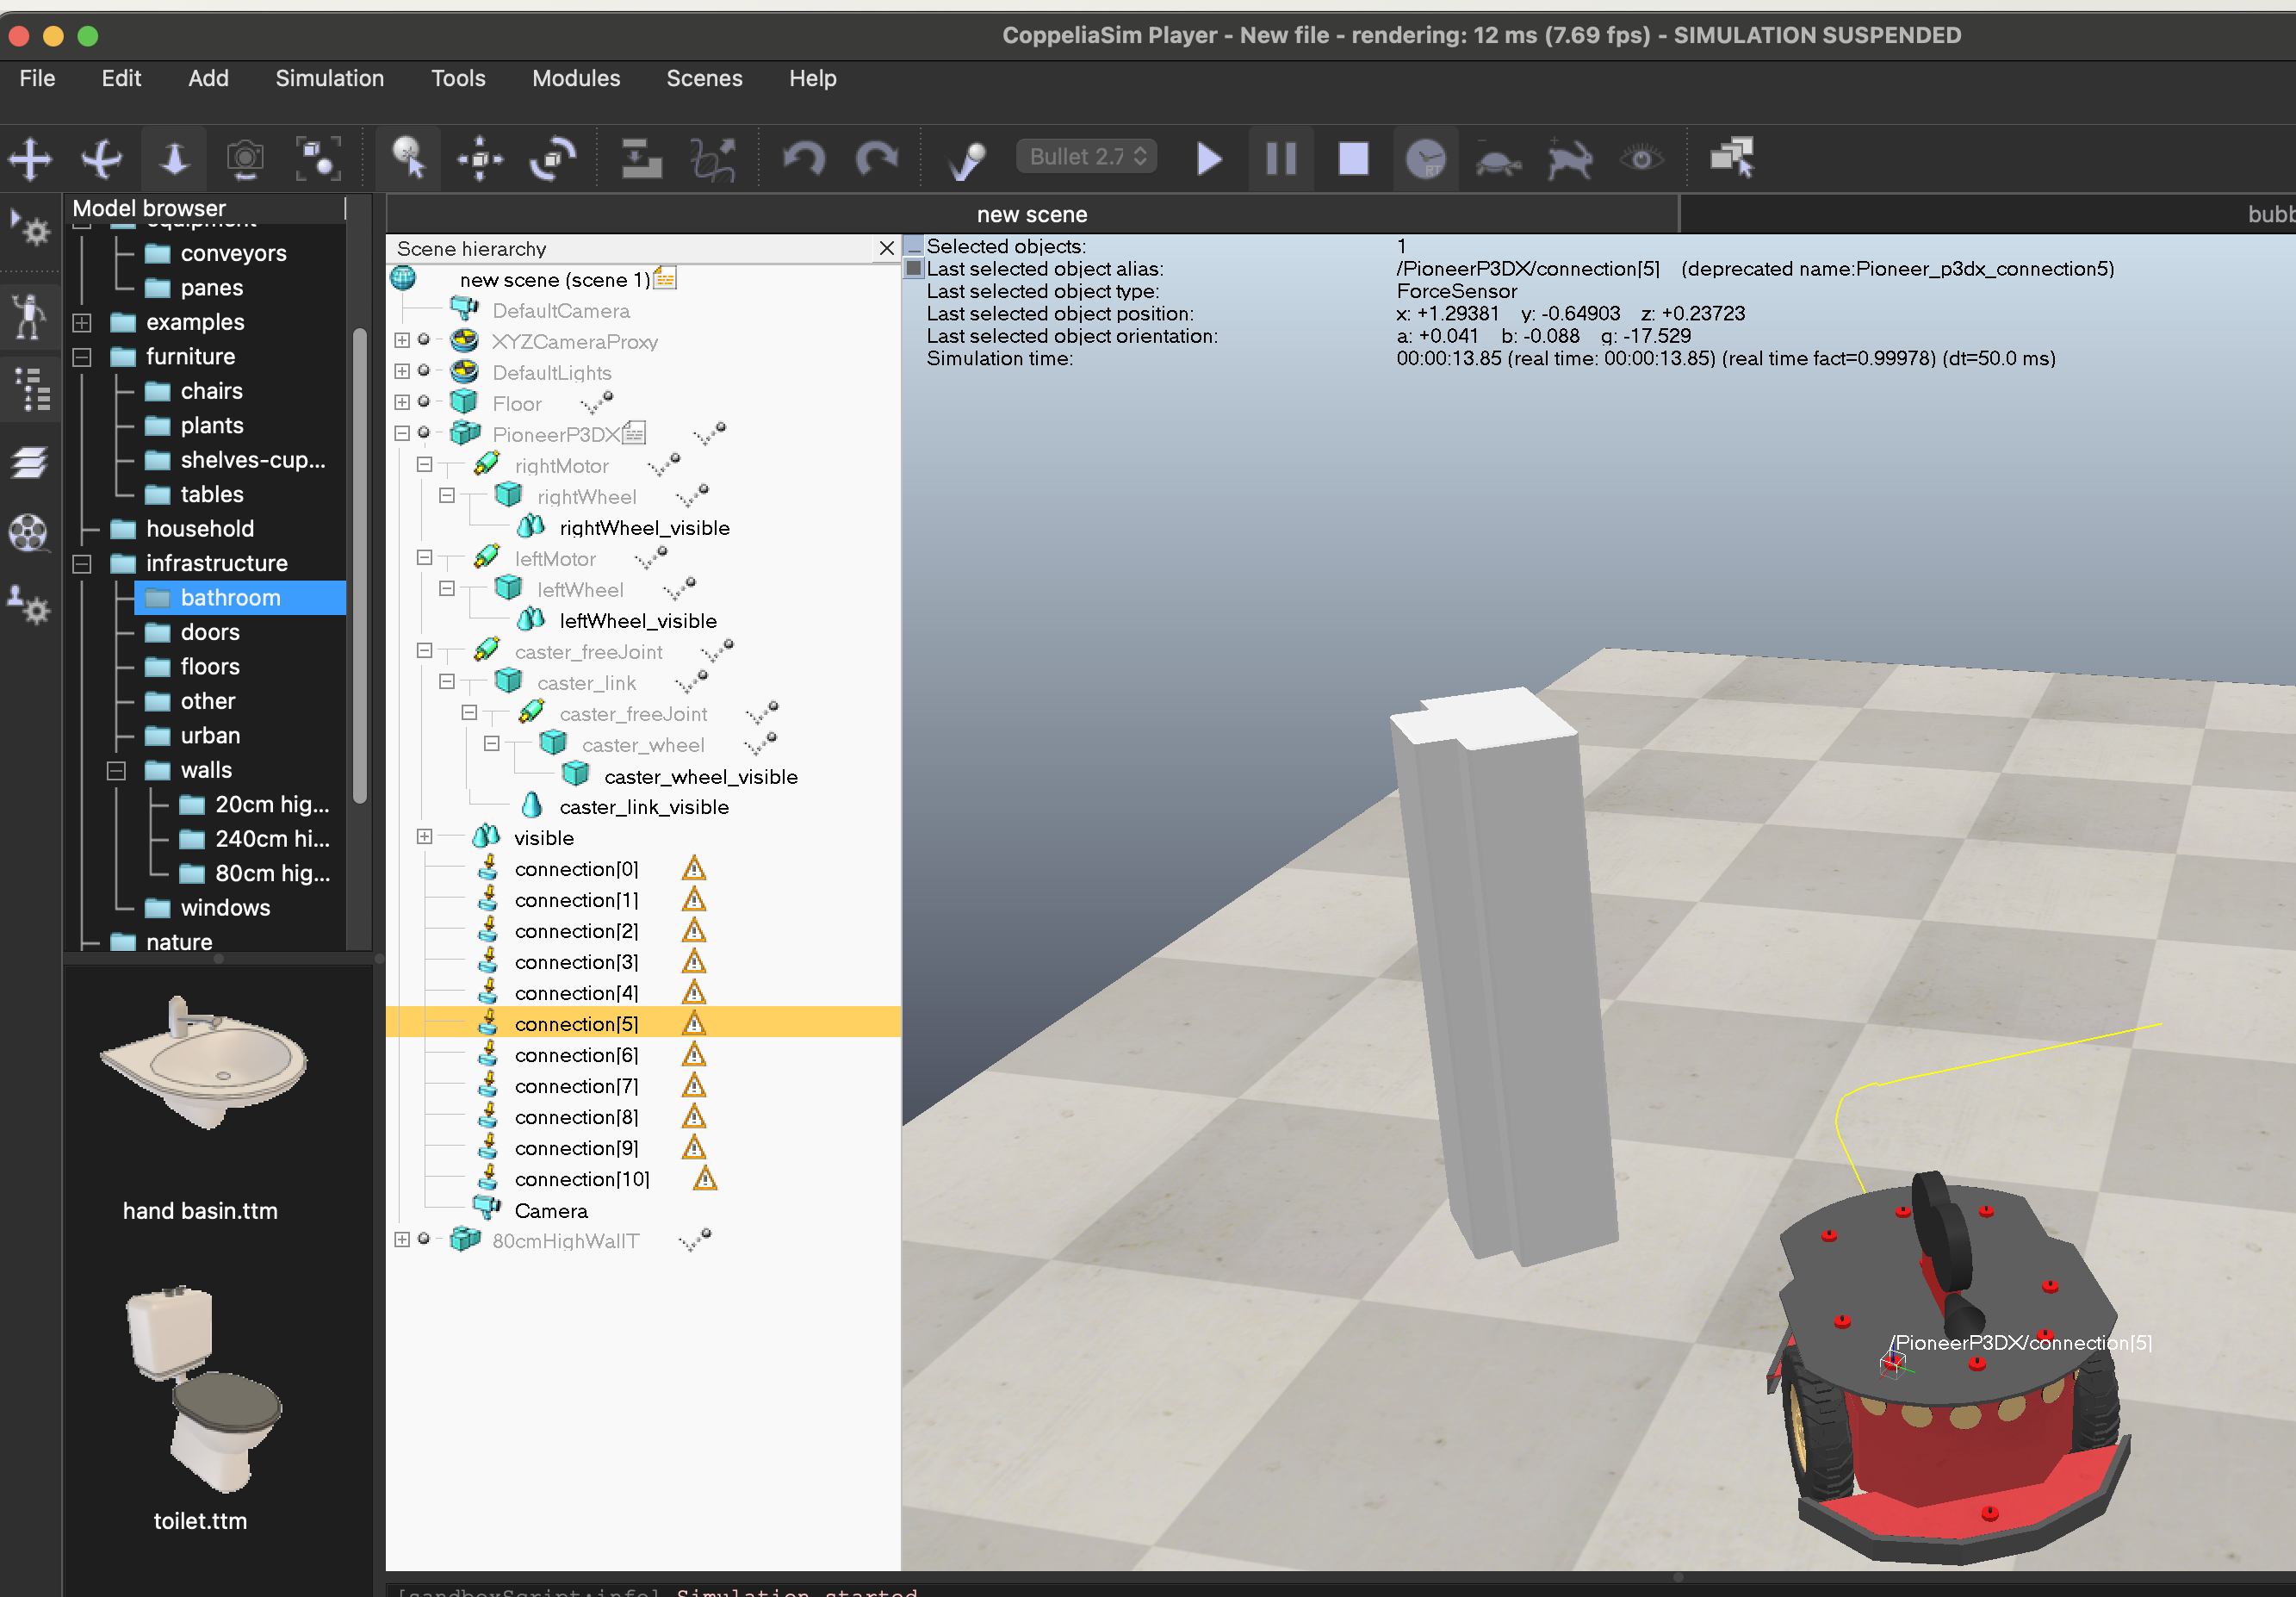 CoppeliaSim Player - New file - rendering: 12 ms (7.69 fps) - SIMULATION SUSPENDED
File Edit Add Simulation Tools Modules Scenes Help
Bullet 2.7
RT
Model browser
equipment
conveyors
panes
examples
furniture
chairs
plants
shelves-cup...
tables
household
infrastructure
bathroom
doors
floors
other
urban
walls
20cm hig...
240cm hi...
80cm hig...
windows
nature
hand basin.ttm
toilet.ttm
new scene
bubb
Scene hierarchy
new scene (scene 1)
DefaultCamera
XYZCameraProxy
DefaultLights
Floor
PioneerP3DX
rightMotor
rightWheel
rightWheel_visible
leftMotor
leftWheel
leftWheel_visible
caster_freeJoint
caster_link
caster_freeJoint
caster_wheel
caster_wheel_visible
caster_link_visible
visible
connection[0]
connection[1]
connection[2]
connection[3]
connection[4]
connection[5]
connection[6]
connection[7]
connection[8]
connection[9]
connection[10]
Camera
80cmHighWallT
Selected objects: 1
Last selected object alias: /PioneerP3DX/connection[5] (deprecated name:Pioneer_p3dx_connection5)
Last selected object type: ForceSensor
Last selected object position: x: +1.29381 y: -0.64903 z: +0.23723
Last selected object orientation: a: +0.041 b: -0.088 g: -17.529
Simulation time: 00:00:13.85 (real time: 00:00:13.85) (real time fact=0.99978) (dt=50.0 ms)
/PioneerP3DX/connection[5]
[sandboxScript:info] Simulation started